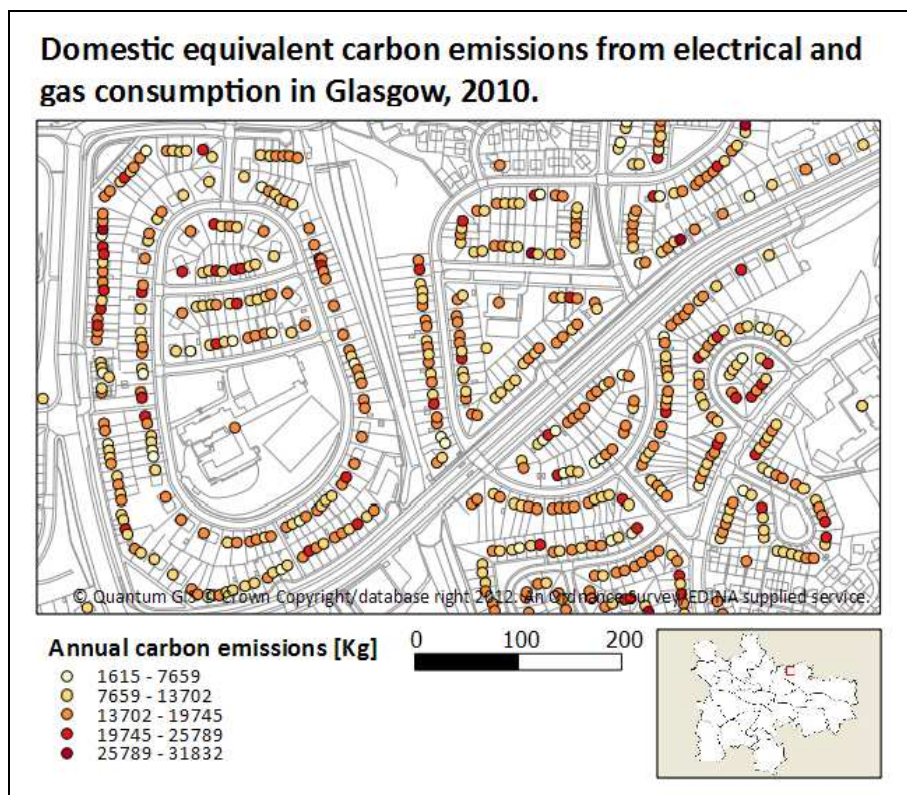 Domestic equivalent carbon emissions from electrical and
gas consumption in Glasgow, 2010.
© Quantum GIS © Crown Copyright/database right 2012. An Ordnance Survey/EDINA supplied service.
Annual carbon emissions [Kg]
1615 - 7659
7659 - 13702
13702 - 19745
19745 - 25789
25789 - 31832
0 100 200